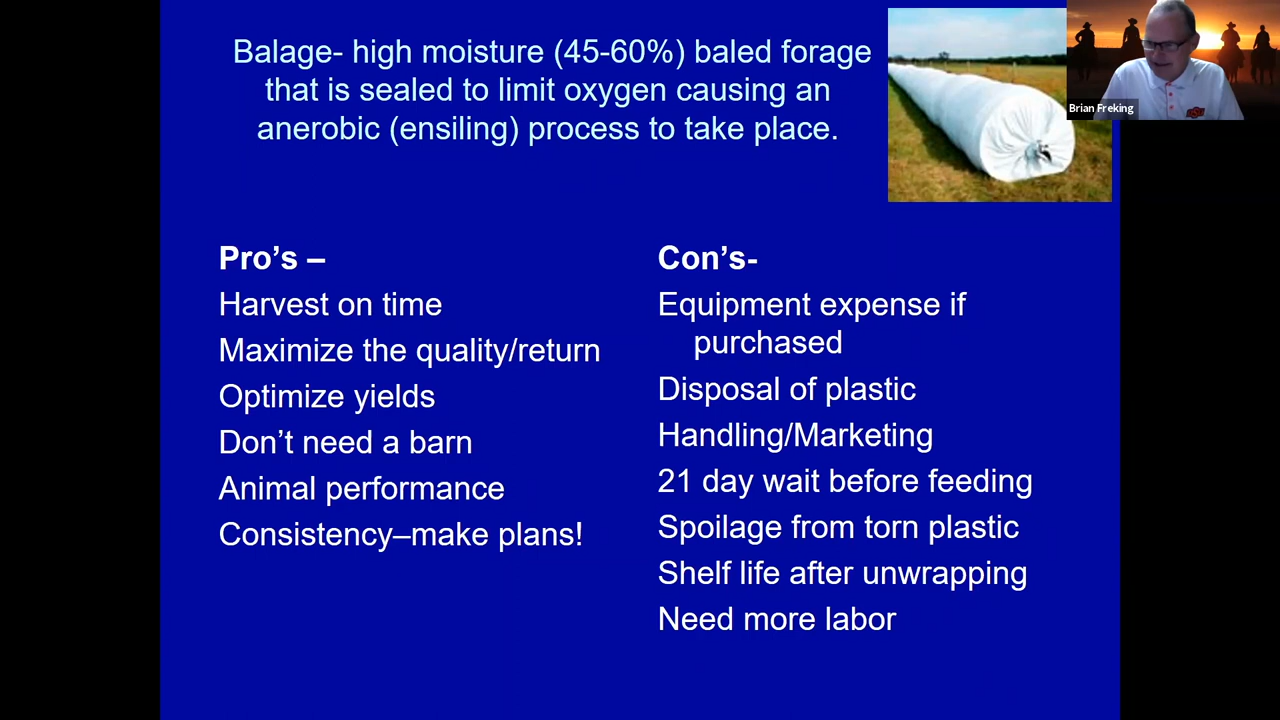 Balage- high moisture (45-60%) baled forage
that is sealed to limit oxygen causing an
anerobic (ensiling) process to take place.
Brian Freking
Pro’s –
Harvest on time
Maximize the quality/return
Optimize yields
Don’t need a barn
Animal performance
Consistency–make plans!
Con’s-
Equipment expense if
purchased
Disposal of plastic
Handling/Marketing
21 day wait before feeding
Spoilage from torn plastic
Shelf life after unwrapping
Need more labor